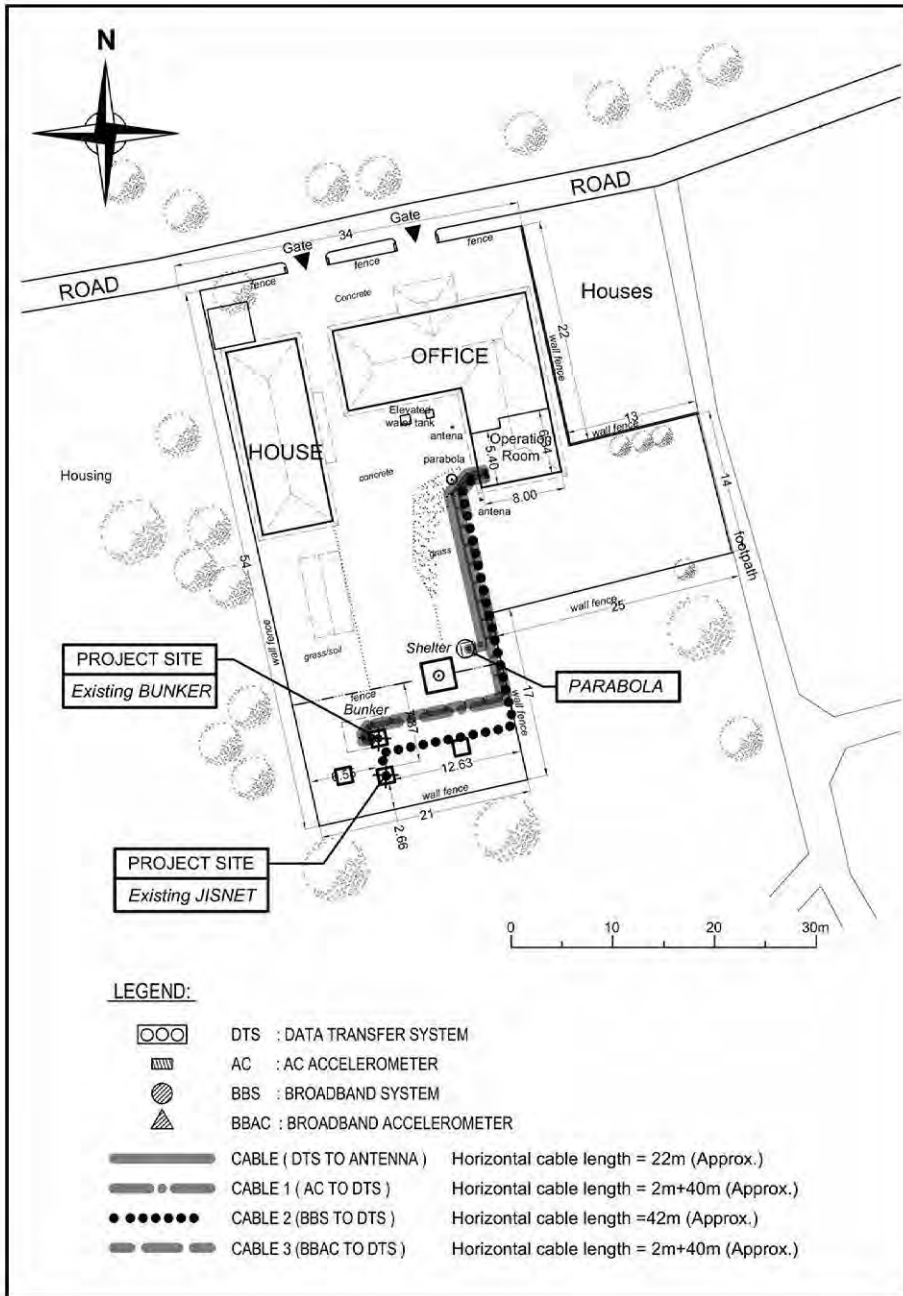 N
ROAD
Gate
34
Gate
fence
ROAD
fence
fence
Concrete
Houses
22
wall fence
OFFICE
Elevated
water tank
13
wall fence
HOUSE
antena
Operation
Room
5.40
parabola
Housing
concrete
8.00
antena
14
footpath
grass
54
wall fence
wall fence
25
PROJECT SITE
Existing BUNKER
grass/soil
Shelter
PARABOLA
fence
Bunker
17
wall fence
12.63
wall fence
21
2.66
PROJECT SITE
Existing JISNET
0 10 20 30m
LEGEND:
DTS : DATA TRANSFER SYSTEM
AC : AC ACCELEROMETER
BBS : BROADBAND SYSTEM
BBAC : BROADBAND ACCELEROMETER
CABLE ( DTS TO ANTENNA ) Horizontal cable length = 22m (Approx.)
CABLE 1 ( AC TO DTS ) Horizontal cable length = 2m+40m (Approx.)
CABLE 2 (BBS TO DTS ) Horizontal cable length =42m (Approx.)
CABLE 3 (BBAC TO DTS ) Horizontal cable length = 2m+40m (Approx.)